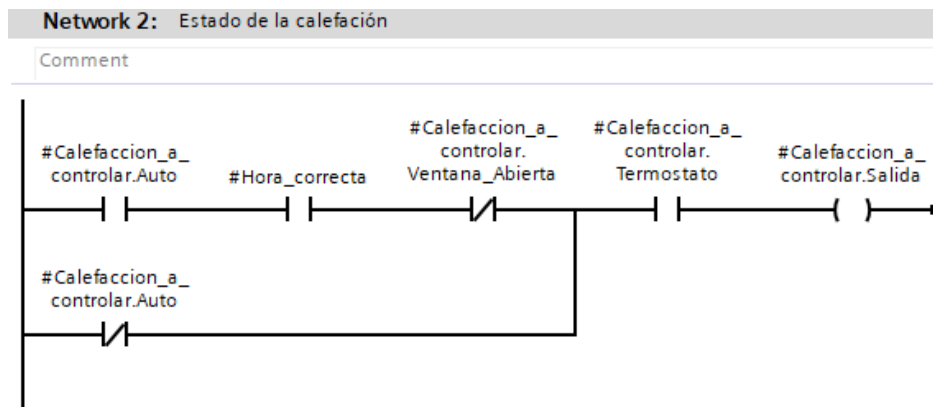 Network 2: Estado de la calefación
Comment
#Calefaccion_a_
controlar.Auto
#Hora_correcta
#Calefaccion_a_
controlar.
Ventana_Abierta
#Calefaccion_a_
controlar.
Termostato
#Calefaccion_a_
controlar.Salida
#Calefaccion_a_
controlar.Auto